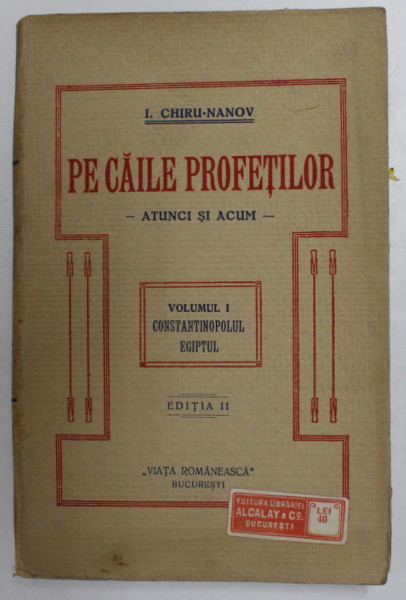 I. CHIRU-NANOV
PE CĂILE PROFEȚILOR
— ATUNCI ȘI ACUM —
VOLUMUL I
CONSTANTINOPOLUL
EGIPTUL
EDIȚIA II
„VIAȚA ROMÂNEASCĂ"
BUCUREȘTI
EDITURA LIBRĂRIEI
ALCALAY & Co.
BUCUREȘTI
LEI
40